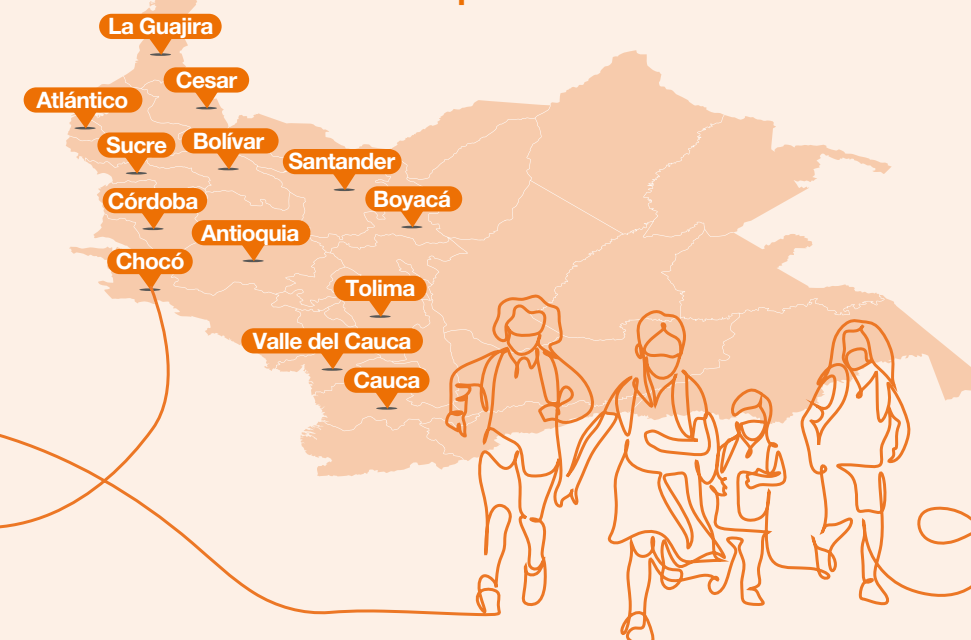 La Guajira
Cesar
Atlántico
Sucre
Bolívar
Santander
Boyacá
Córdoba
Antioquia
Chocó
Tolima
Valle del Cauca
Cauca